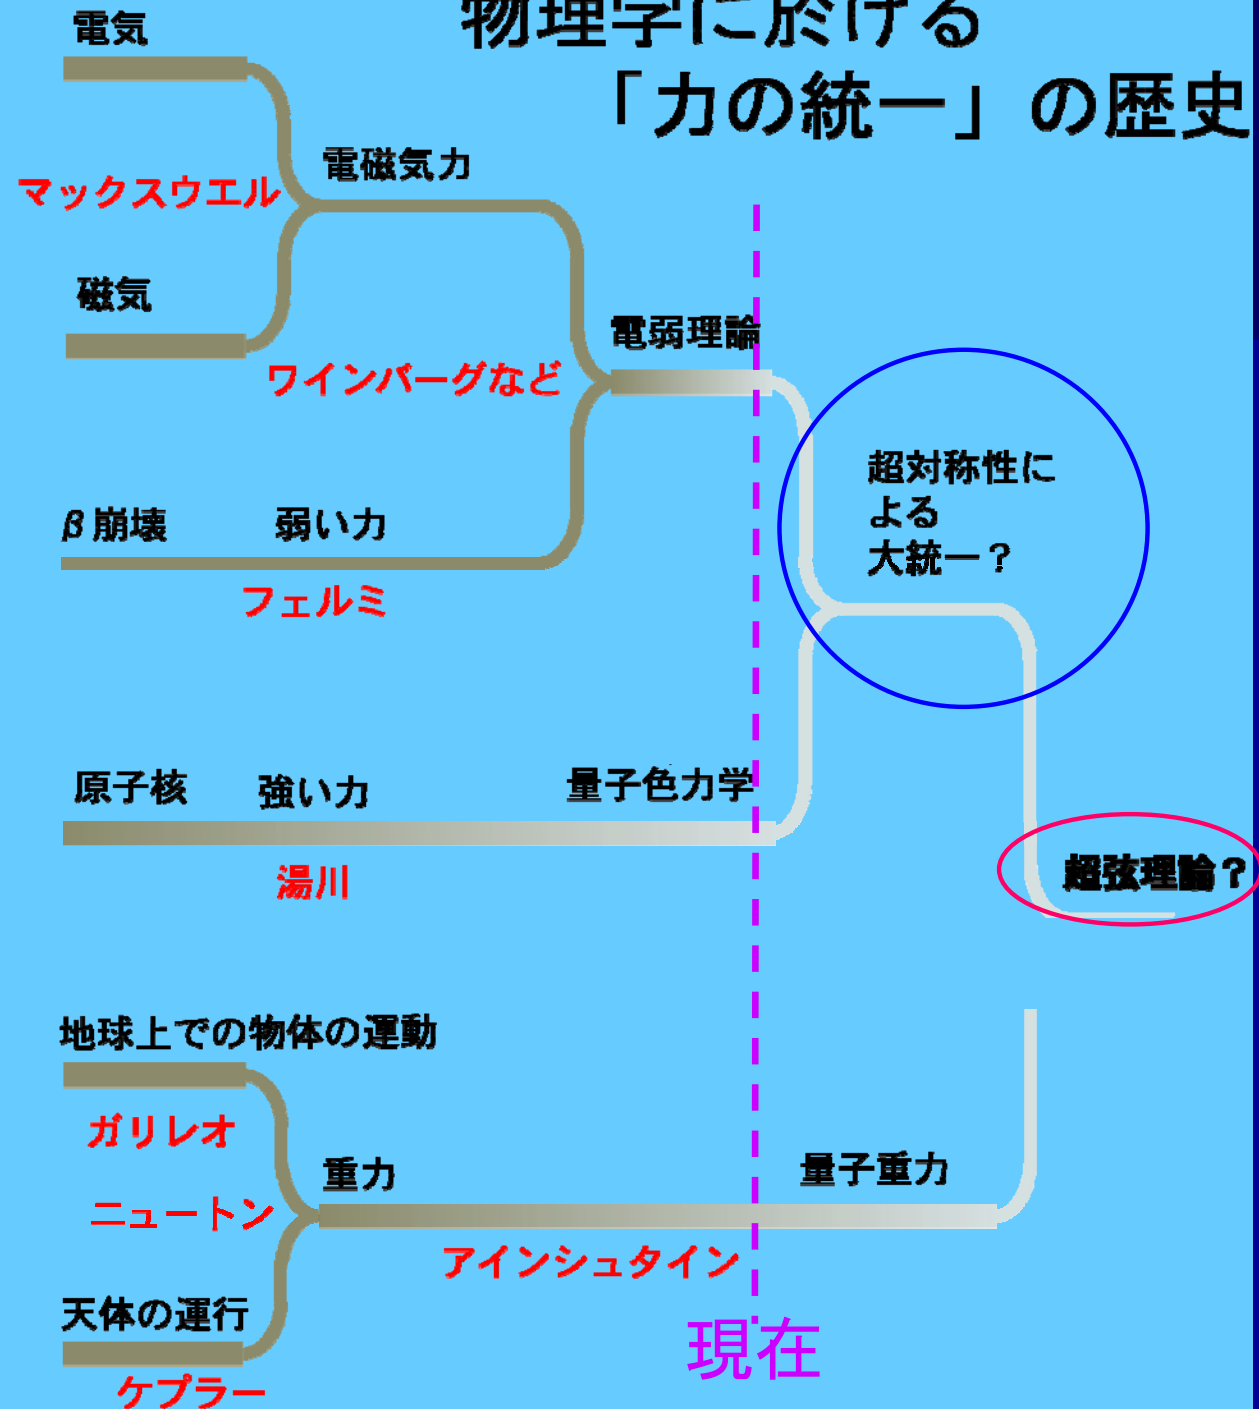 物理学に於ける
「力の統一」の歴史
電気
電磁気力
マックスウエル
磁気
電弱理論
ワインバーグなど
超対称性に
よる
大統一？
β崩壊 弱い力
フェルミ
原子核 強い力 量子色力学
湯川
超弦理論？
地球上での物体の運動
ガリレオ
重力
量子重力
ニュートン
アインシュタイン
天体の運行
現在
ケプラー